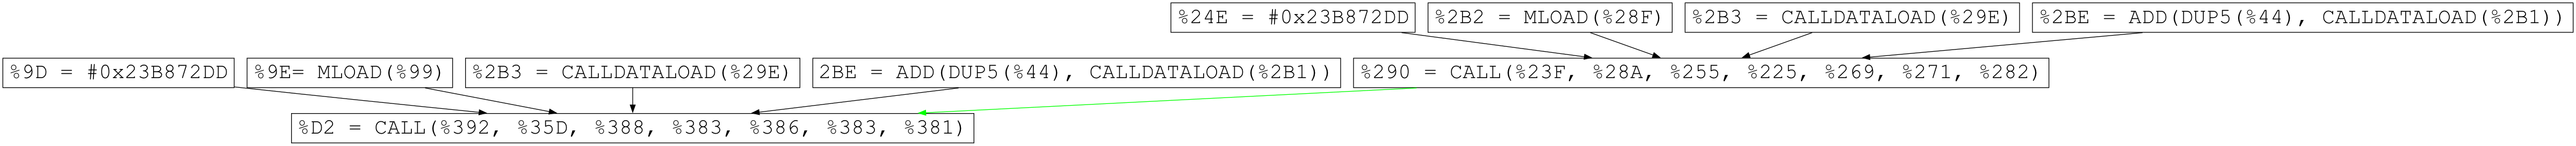 %24E = #0x23B872DD
%2B2 = MLOAD(%28F)
%2B3 = CALLDATALOAD(%29E)
%2BE = ADD(DUP5(%44), CALLDATALOAD(%2B1))
%9D = #0x23B872DD
%9E= MLOAD(%99)
%2B3 = CALLDATALOAD(%29E)
2BE = ADD(DUP5(%44), CALLDATALOAD(%2B1))
%290 = CALL(%23F, %28A, %255, %225, %269, %271, %282)
%D2 = CALL(%392, %35D, %388, %383, %386, %383, %381)